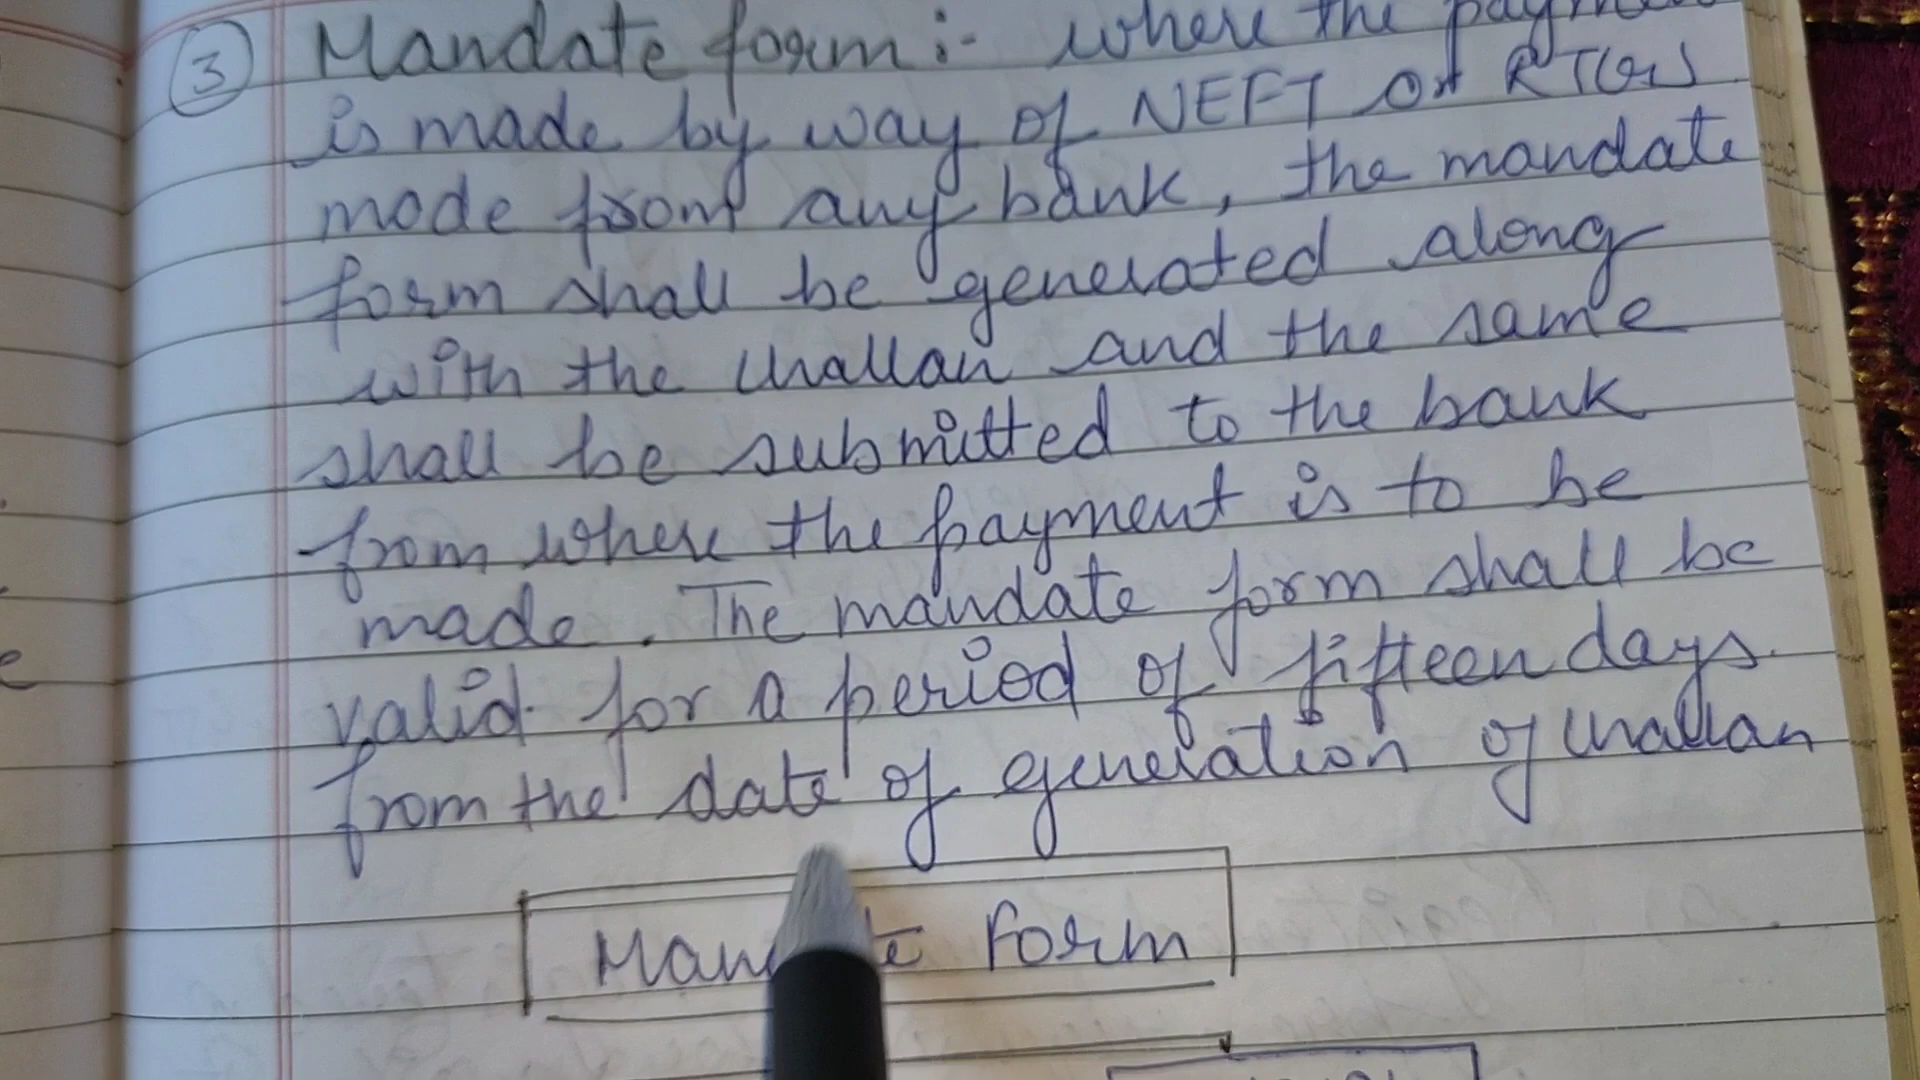 ③ Mandate form :- where the payment
is made by way of NEFT or RTGS
mode from any bank, the mandate
form shall be generated along
with the challan and the same
shall be submitted to the bank
from where the payment is to be
made. The mandate form shall be
valid for a period of fifteen days
from the date of generation of challan
Mandate Form